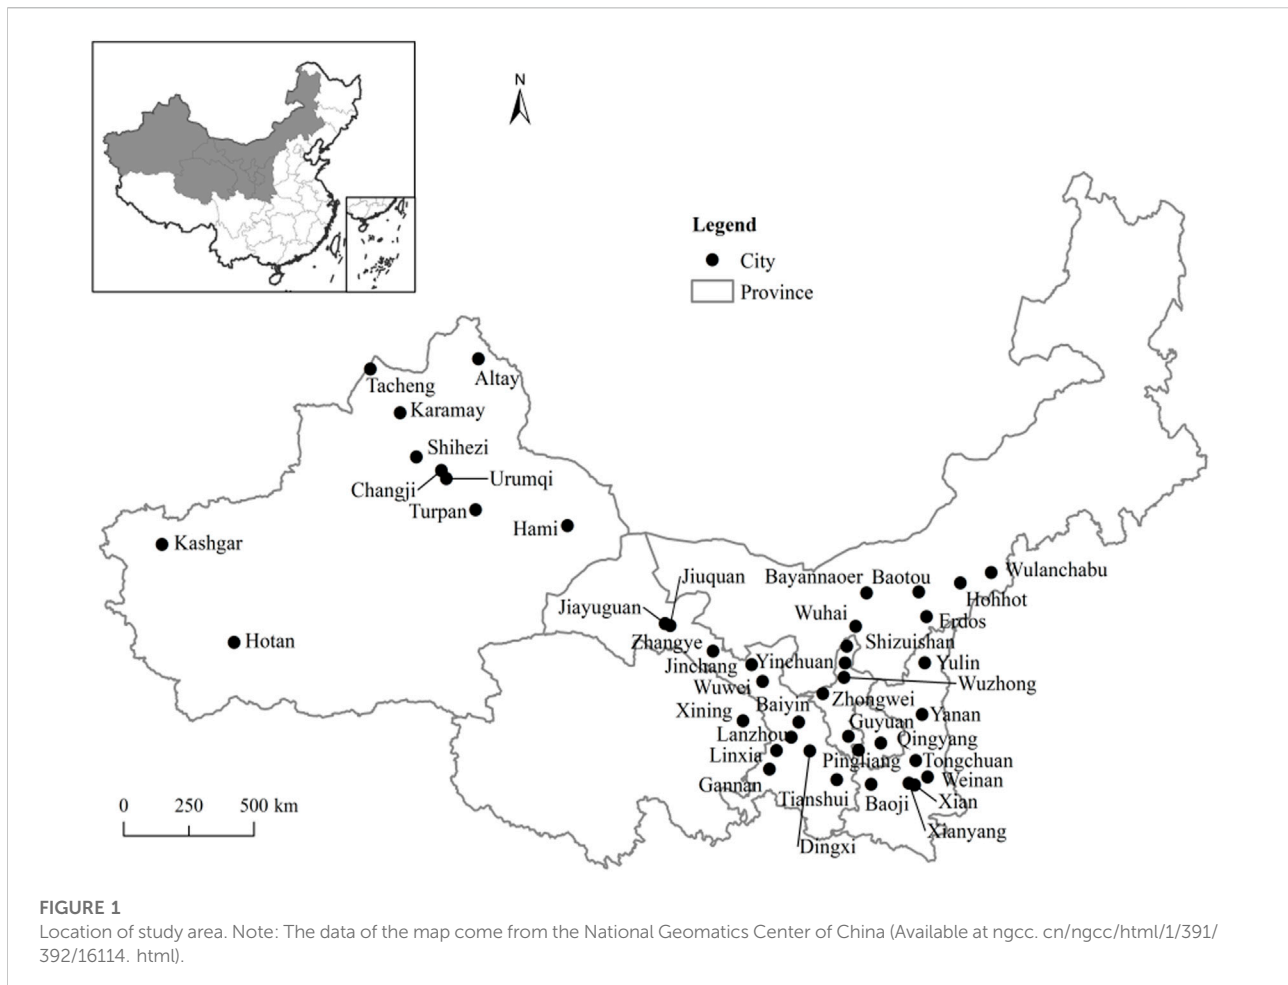 N
Legend
City
Province
Tacheng
Altay
Karamay
Shihezi
Changji
Urumqi
Turpan
Hami
Kashgar
Hotan
Jiuquan
Jiayuguan
Zhangye
Jinchang
Wuwei
Bayannaoer
Baotou
Wulanchabu
Hohhot
Wuhai
Erdos
Shizuishan
Yinchuan
Yulin
Wuzhong
Zhongwei
Baiyin
Xining
Yanan
Guyuan
Lanzhou
Qingyang
Linxia
Pingliang
Tongchuan
Gannan
Weinan
Tianshui
Baoji
Xian
Xianyang
Dingxi
0 250 500 km
FIGURE 1
Location of study area. Note: The data of the map come from the National Geomatics Center of China (Available at ngcc. cn/ngcc/html/1/391/
392/16114. html).